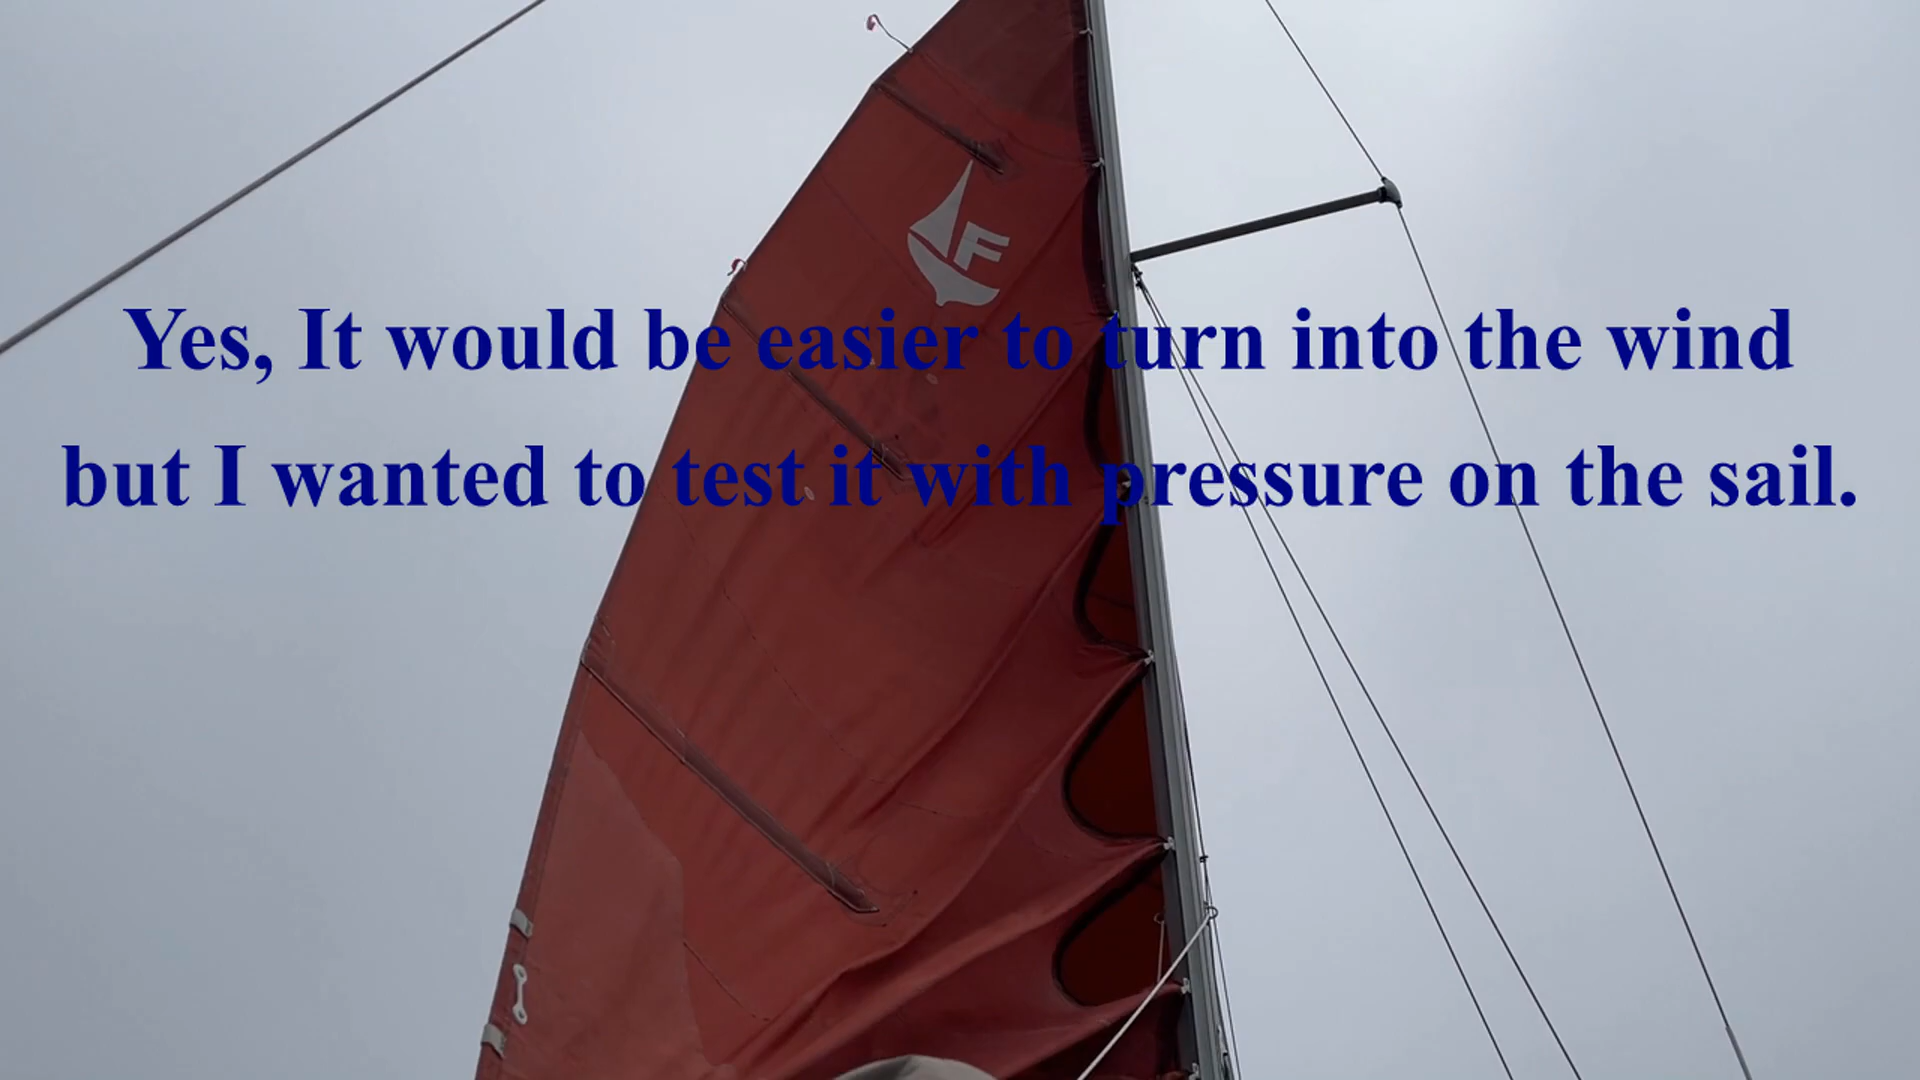 F
Yes, It would be easier to turn into the wind
but I wanted to test it with pressure on the sail.